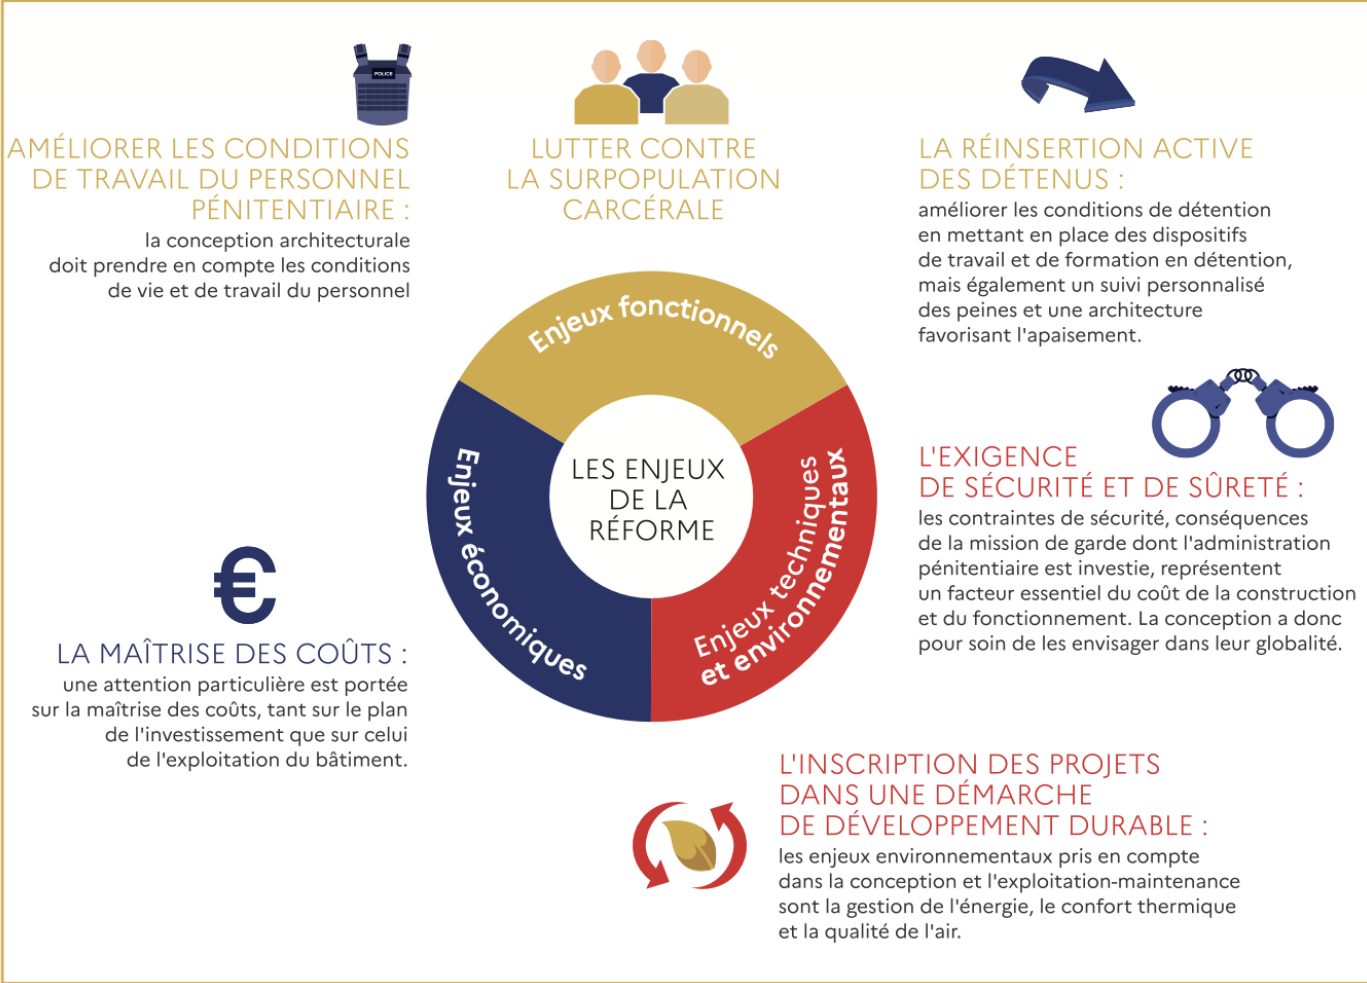 POLICE
AMÉLIORER LES CONDITIONS
DE TRAVAIL DU PERSONNEL
PÉNITENTIAIRE :
la conception architecturale
doit prendre en compte les conditions
de vie et de travail du personnel
LUTTER CONTRE
LA SURPOPULATION
CARCÉRALE
LA RÉINSERTION ACTIVE
DES DÉTENUS :
améliorer les conditions de détention
en mettant en place des dispositifs
de travail et de formation en détention,
mais également un suivi personnalisé
des peines et une architecture
favorisant l'apaisement.
Enjeux fonctionnels
Enjeux économiques
LES ENJEUX
DE LA
RÉFORME
Enjeux techniques
et environnementaux
L'EXIGENCE
DE SÉCURITÉ ET DE SÛRETÉ :
les contraintes de sécurité, conséquences
de la mission de garde dont l'administration
pénitentiaire est investie, représentent
un facteur essentiel du coût de la construction
et du fonctionnement. La conception a donc
pour soin de les envisager dans leur globalité.
€
LA MAÎTRISE DES COÛTS :
une attention particulière est portée
sur la maîtrise des coûts, tant sur le plan
de l'investissement que sur celui
de l'exploitation du bâtiment.
L'INSCRIPTION DES PROJETS
DANS UNE DÉMARCHE
DE DÉVELOPPEMENT DURABLE :
les enjeux environnementaux pris en compte
dans la conception et l'exploitation-maintenance
sont la gestion de l'énergie, le confort thermique
et la qualité de l'air.